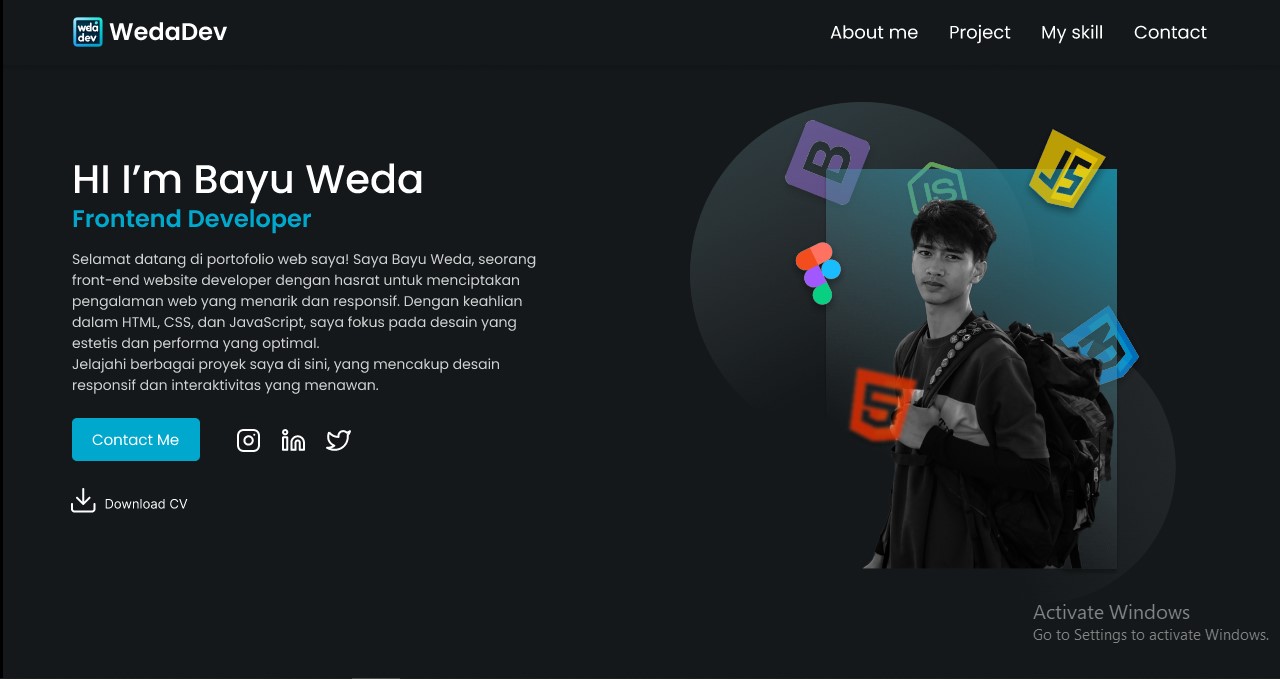 wda dev
WedaDev
About me
Project
My skill
Contact
HI I’m Bayu Weda
Frontend Developer
Selamat datang di portofolio web saya! Saya Bayu Weda, seorang
front-end website developer dengan hasrat untuk menciptakan
pengalaman web yang menarik dan responsif. Dengan keahlian
dalam HTML, CSS, dan JavaScript, saya fokus pada desain yang
estetis dan performa yang optimal.
Jelajahi berbagai proyek saya di sini, yang mencakup desain
responsif dan interaktivitas yang menawan.
Contact Me
in
Download CV
B
JS
JS
5
Activate Windows
Go to Settings to activate Windows.